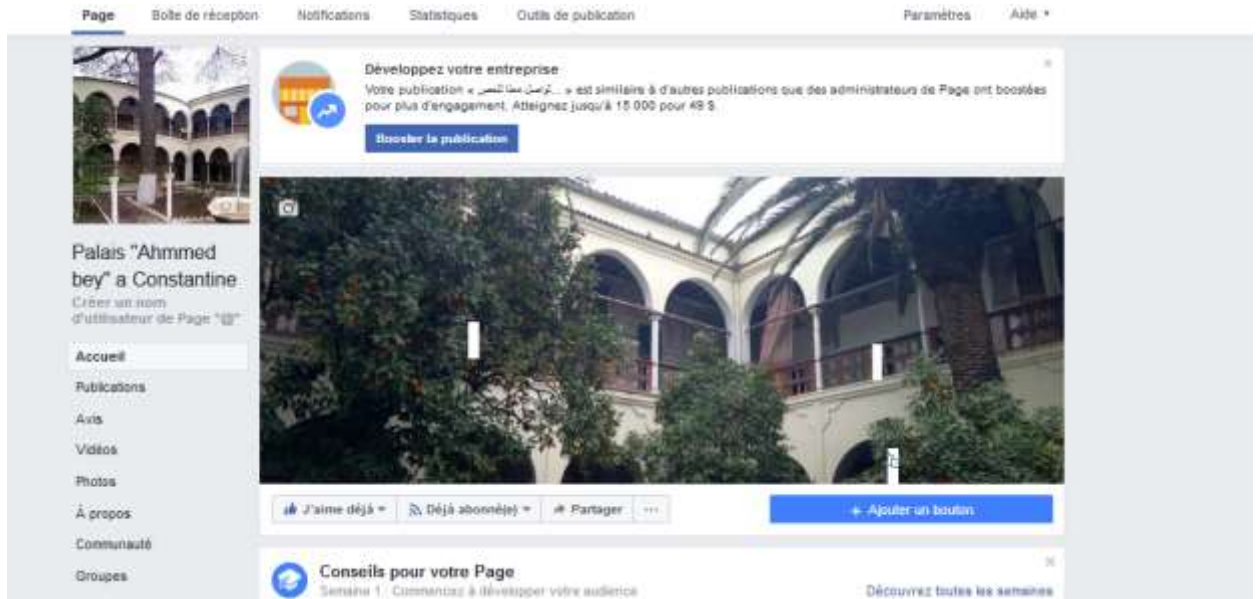 Page Boîte de réception Notifications Statistiques Outils de publication Paramètres Aide
Développez votre entreprise
Votre publication « ...تواصل معنا » est similaire à d'autres publications que des administrateurs de Page ont boostées
pour plus d'engagement. Atteignez jusqu'à 15 000 pour 49 $.
Booster la publication
Palais "Ahmmed
bey" a Constantine
Créer un nom
d'utilisateur de Page "@"
Accueil
Publications
Avis
Vidéos
Photos
À propos
Communauté
Groupes
J'aime déjà Déjà abonné(e) Partager ... + Ajouter un bouton
Conseils pour votre Page
Semaine 1 · Commencez à développer votre audience Découvrez toutes les semaines